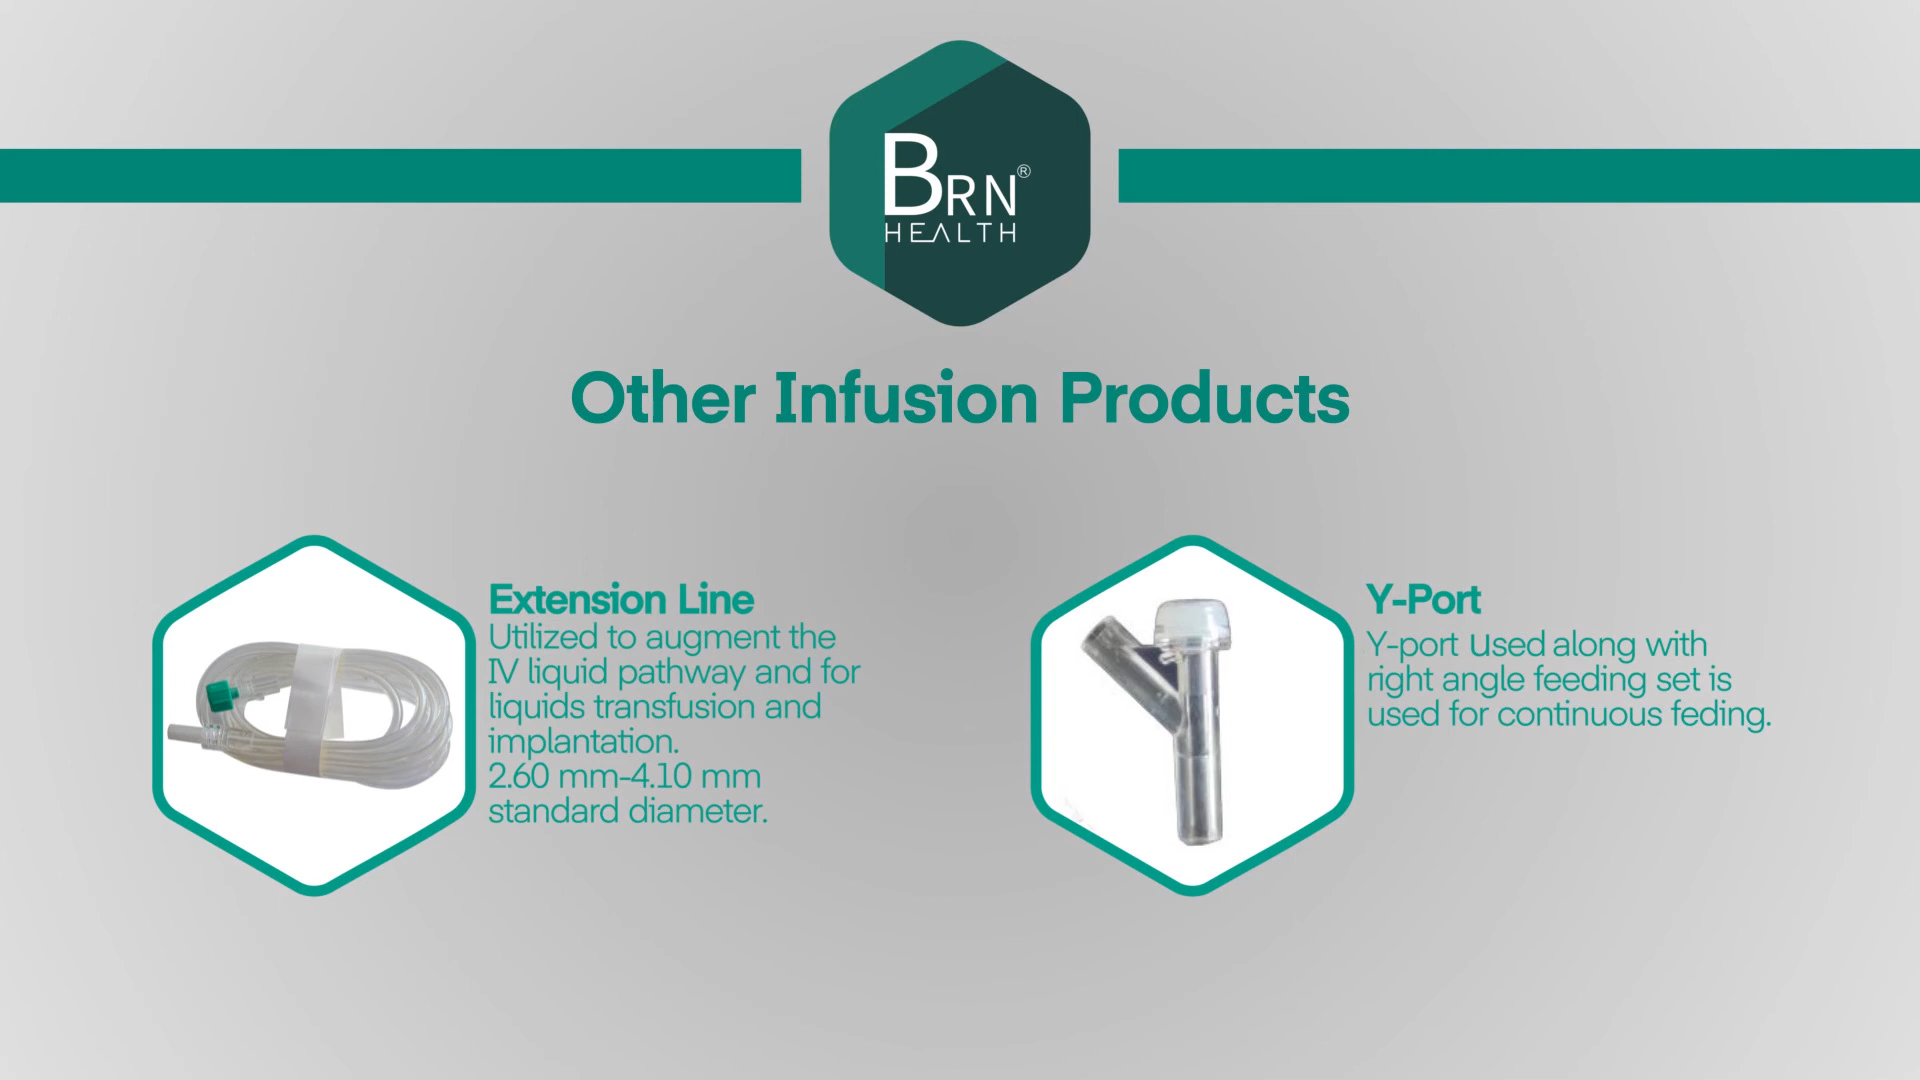 BRN®
HEALTH
Other Infusion Products
Extension Line
Utilized to augment the
IV liquid pathway and for
liquids transfusion and
implantation.
2.60 mm-4.10 mm
standard diameter.
Y-Port
Y-port used along with
right angle feeding set is
used for continuous feding.